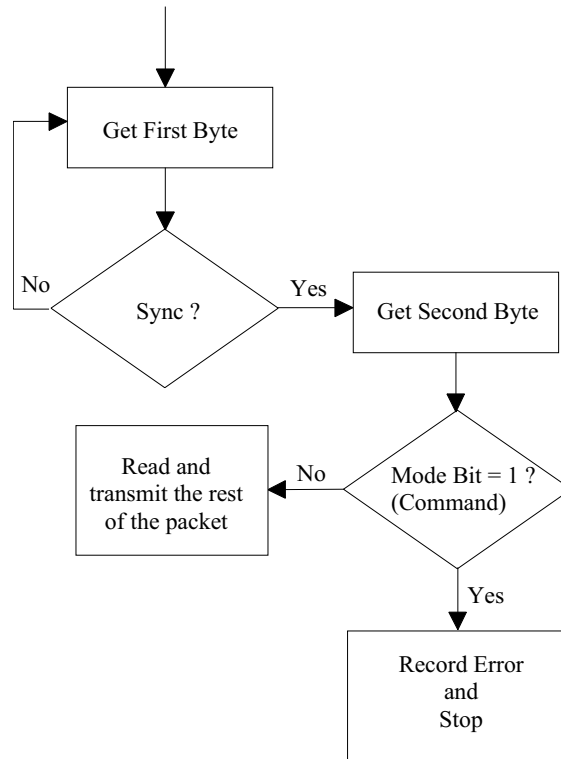 Get First Byte
No
Sync ?
Yes
Get Second Byte
Read and
transmit the rest
of the packet
No
Mode Bit = 1 ?
(Command)
Yes
Record Error
and
Stop